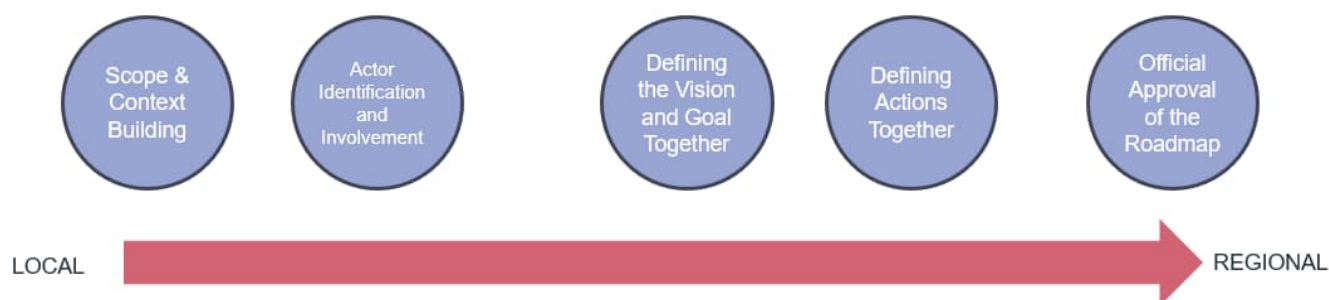 Scope &
Context
Building
Actor
Identification
and
Involvement
Defining
the Vision
and Goal
Together
Defining
Actions
Together
Official
Approval
of the
Roadmap
LOCAL
REGIONAL